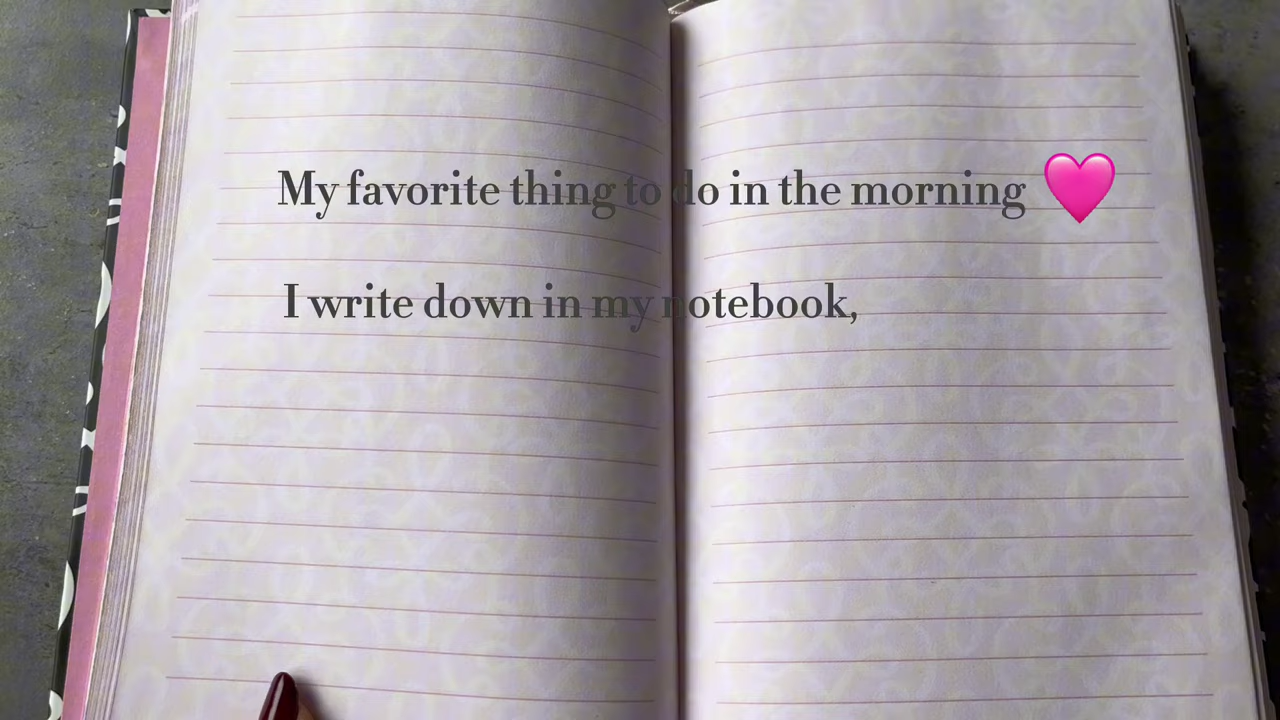 My favorite thing to do in the morning 🩷
I write down in my notebook,